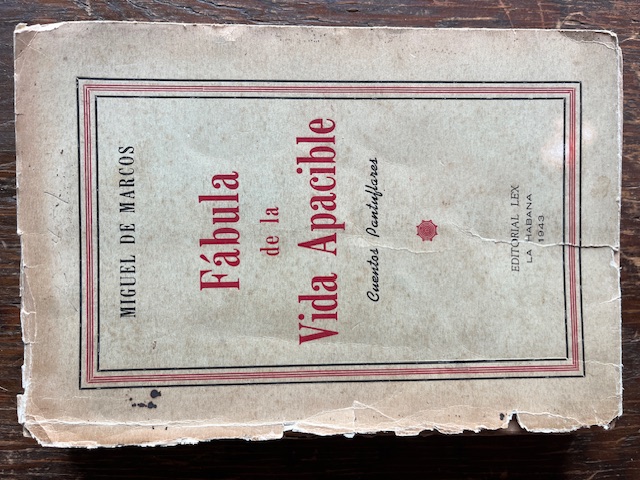 MIGUEL DE MARCOS
Fábula
de la
Vida Apacible
Cuentos Pantuflares
EDITORIAL LEX
LA HABANA
1943